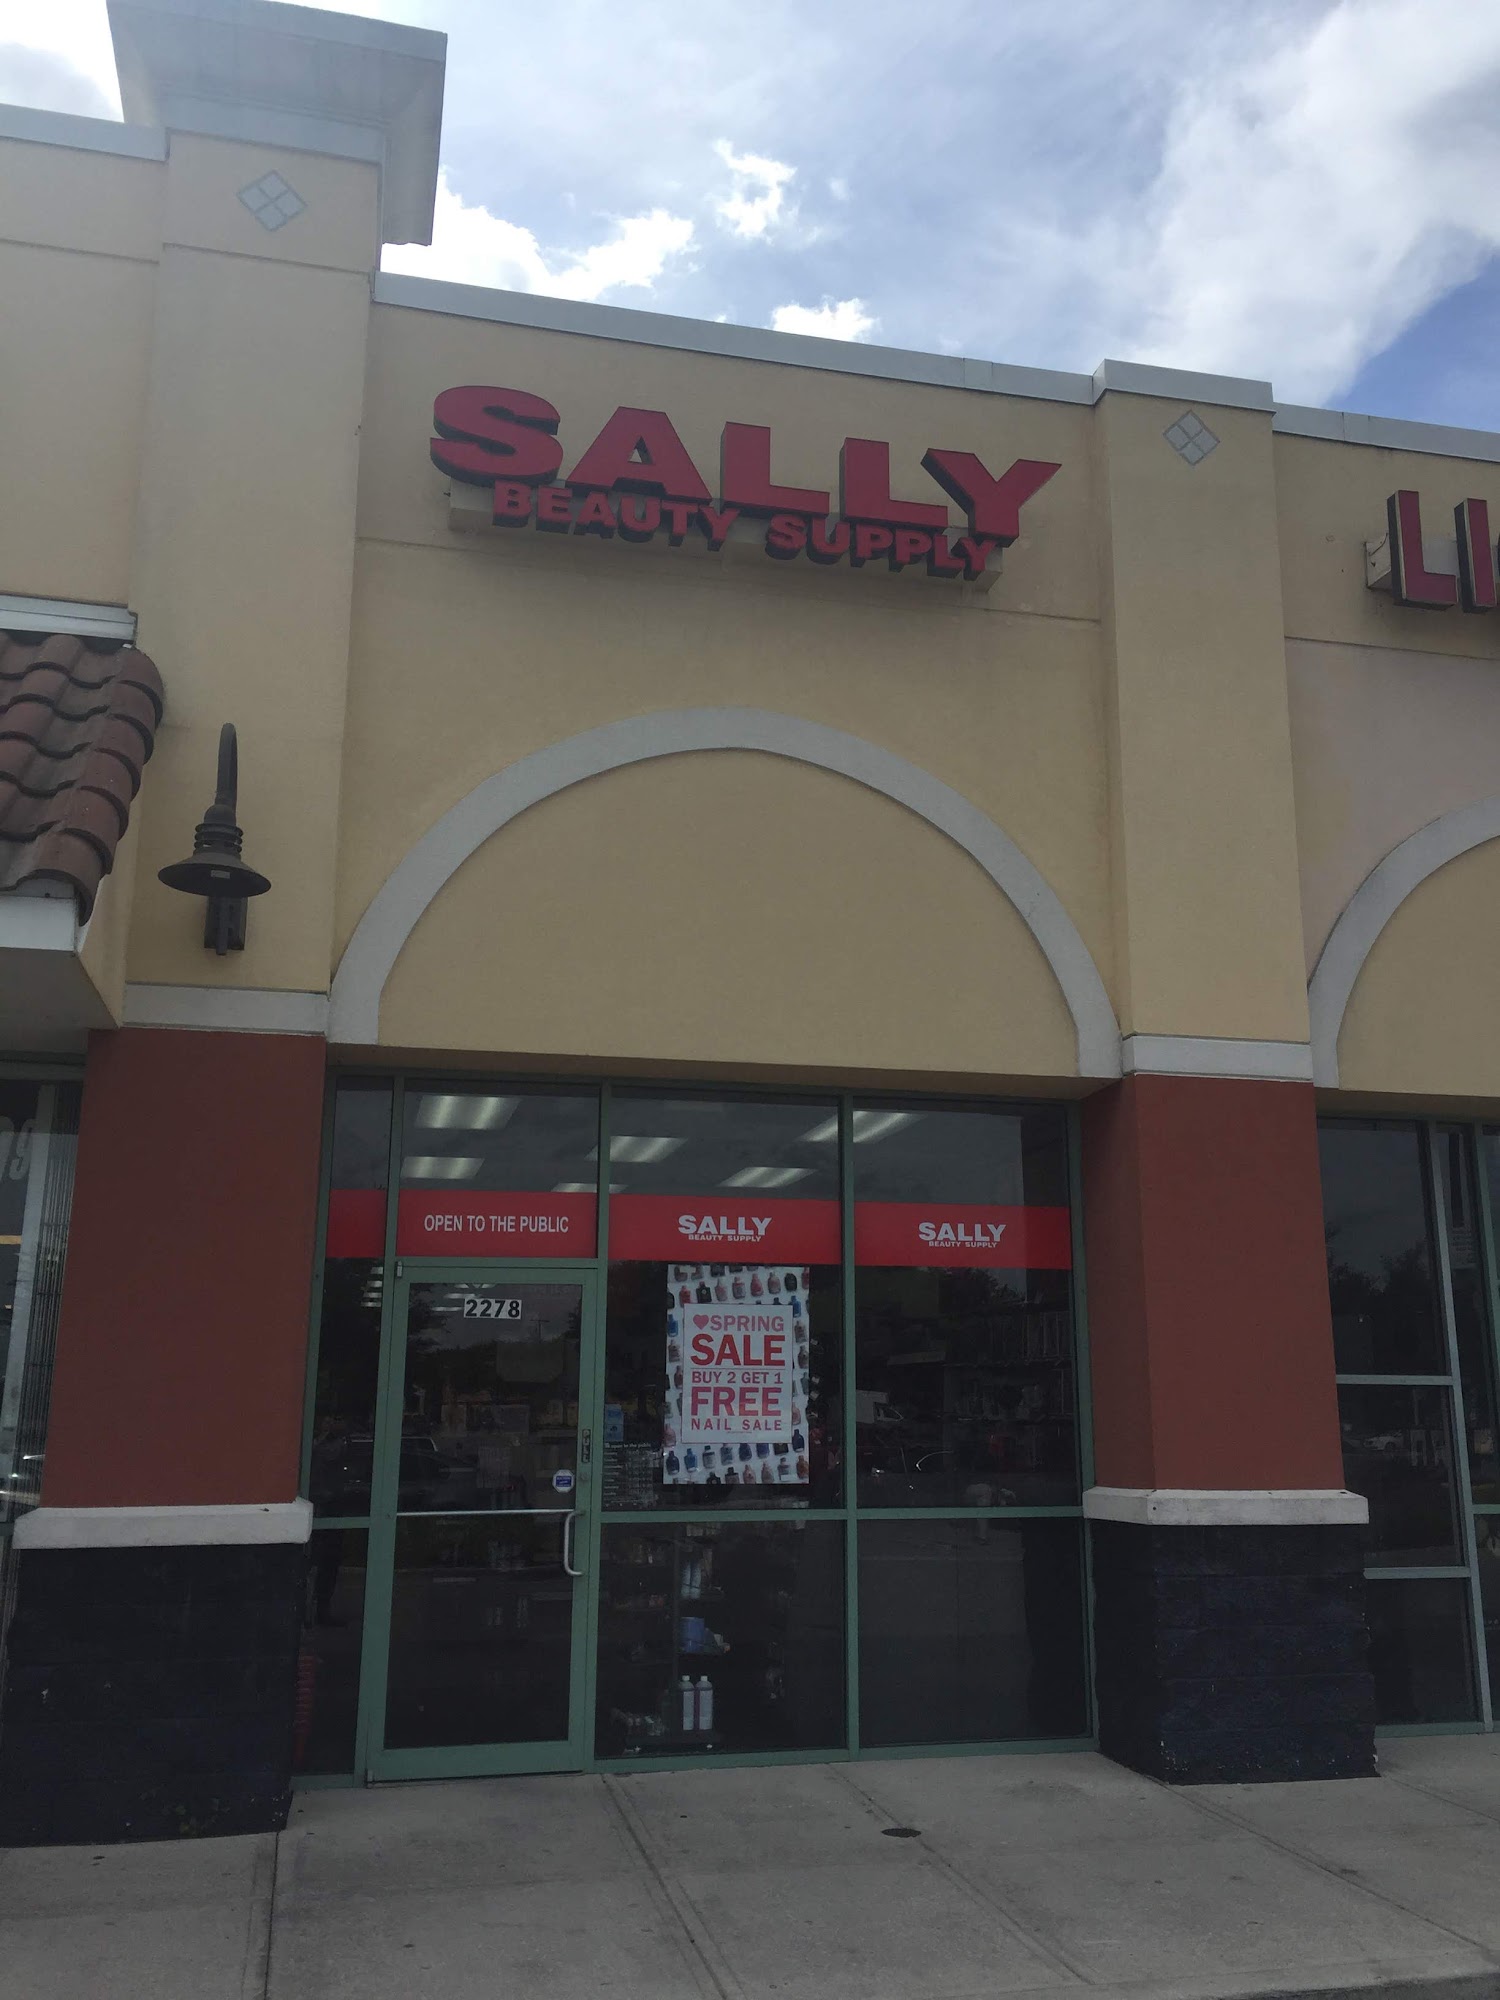 SALLY
BEAUTY SUPPLY
LI
OPEN TO THE PUBLIC
SALLY
BEAUTY SUPPLY
SALLY
BEAUTY SUPPLY
2278
♥SPRING
SALE
BUY 2 GET 1
FREE
NAIL SALE